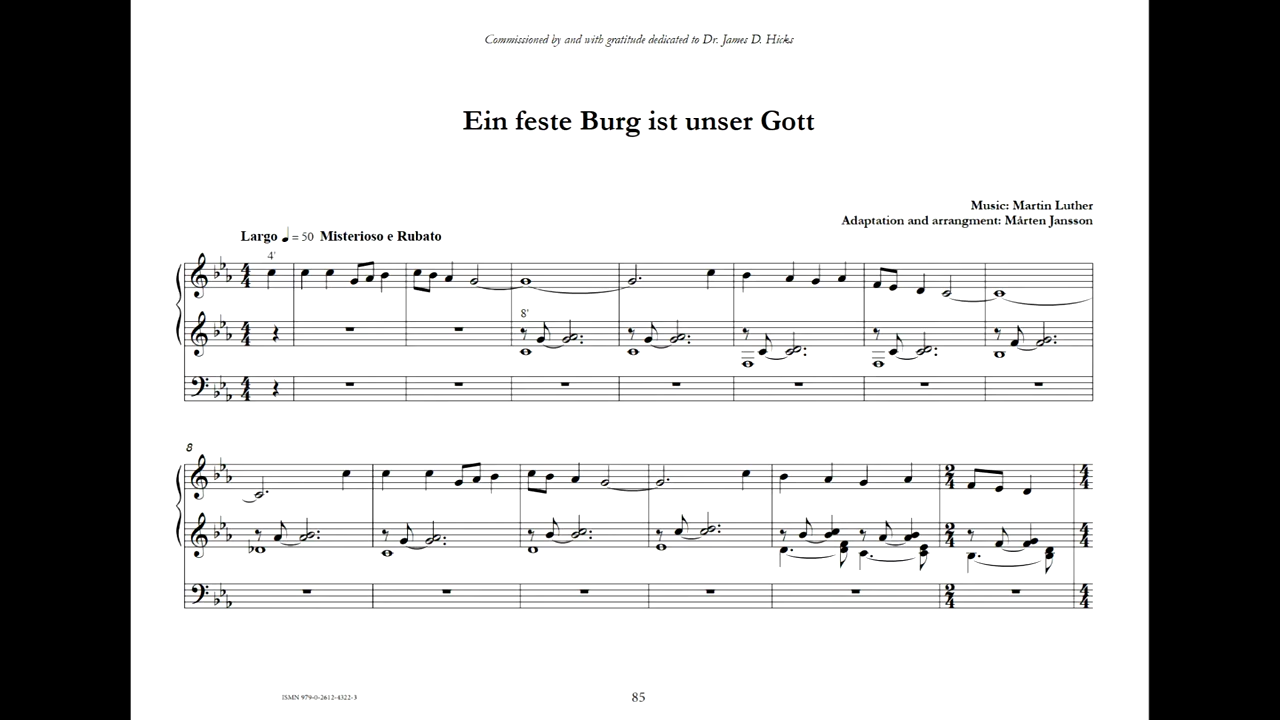 Commissioned by and with gratitude dedicated to Dr. James D. Hicks
Ein feste Burg ist unser Gott
Music: Martin Luther
Adaptation and arrangment: Mårten Jansson
Largo ♩ = 50 Misterioso e Rubato
4'
8'
8
ISMN 979-0-2612-4322-3
85